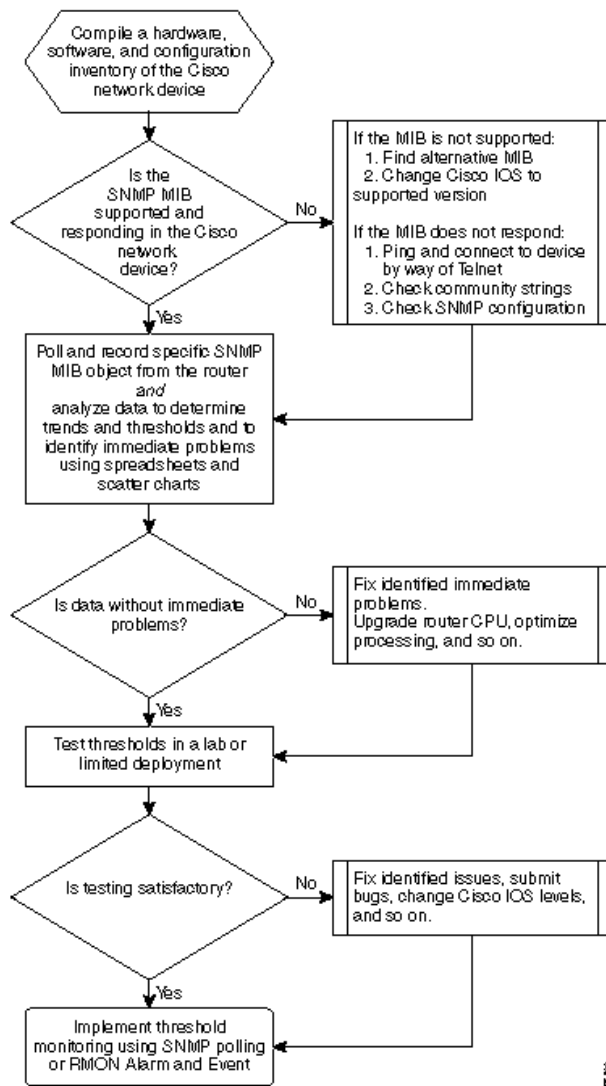 Compile a hardware,
software, and configuration
inventory of the Cisco
network device
Is the
SNMP MIB
supported and
responding in the Cisco
network
device?
No
If the MIB is not supported:
1. Find alternative MIB
2. Change Cisco IOS to
supported version
If the MIB does not respond:
1. Ping and connect to device
by way of Telnet
2. Check community strings
3. Check SNMP configuration
Yes
Poll and record specific SNMP
MIB object from the router
and
analyze data to determine
trends and thresholds and to
identify immediate problems
using spreadsheets and
scatter charts
Is data without immediate
problems?
No
Fix identified immediate
problems.
Upgrade router CPU, optimize
processing, and so on.
Yes
Test thresholds in a lab or
limited deployment
Is testing satisfactory?
No
Fix identified issues, submit
bugs, change Cisco IOS levels,
and so on.
Yes
Implement threshold
monitoring using SNMP polling
or RMON Alarm and Event